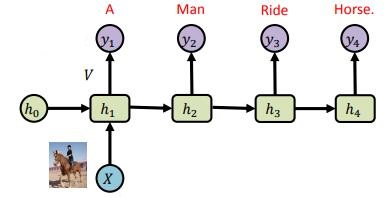 A Man Ride Horse.
y₁ y₂ y₃ y₄
V
h₀ h₁ h₂ h₃ h₄
X